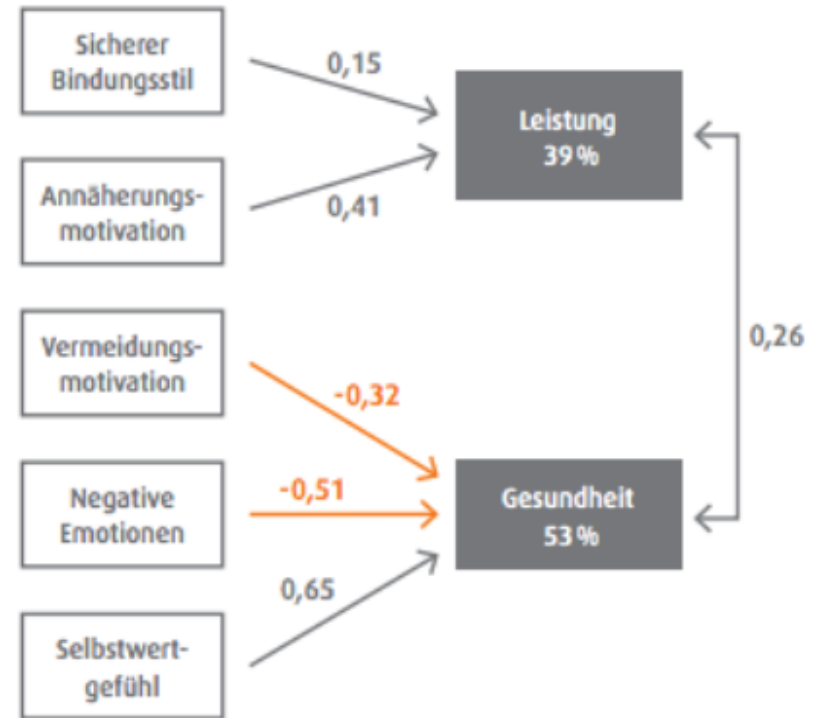 Sicherer
Bindungsstil
0,15
Leistung
39 %
Annäherungs-
motivation
0,41
Vermeidungs-
motivation
-0,32
0,26
Negative
Emotionen
-0,51
Gesundheit
53 %
0,65
Selbstwert-
gefühl